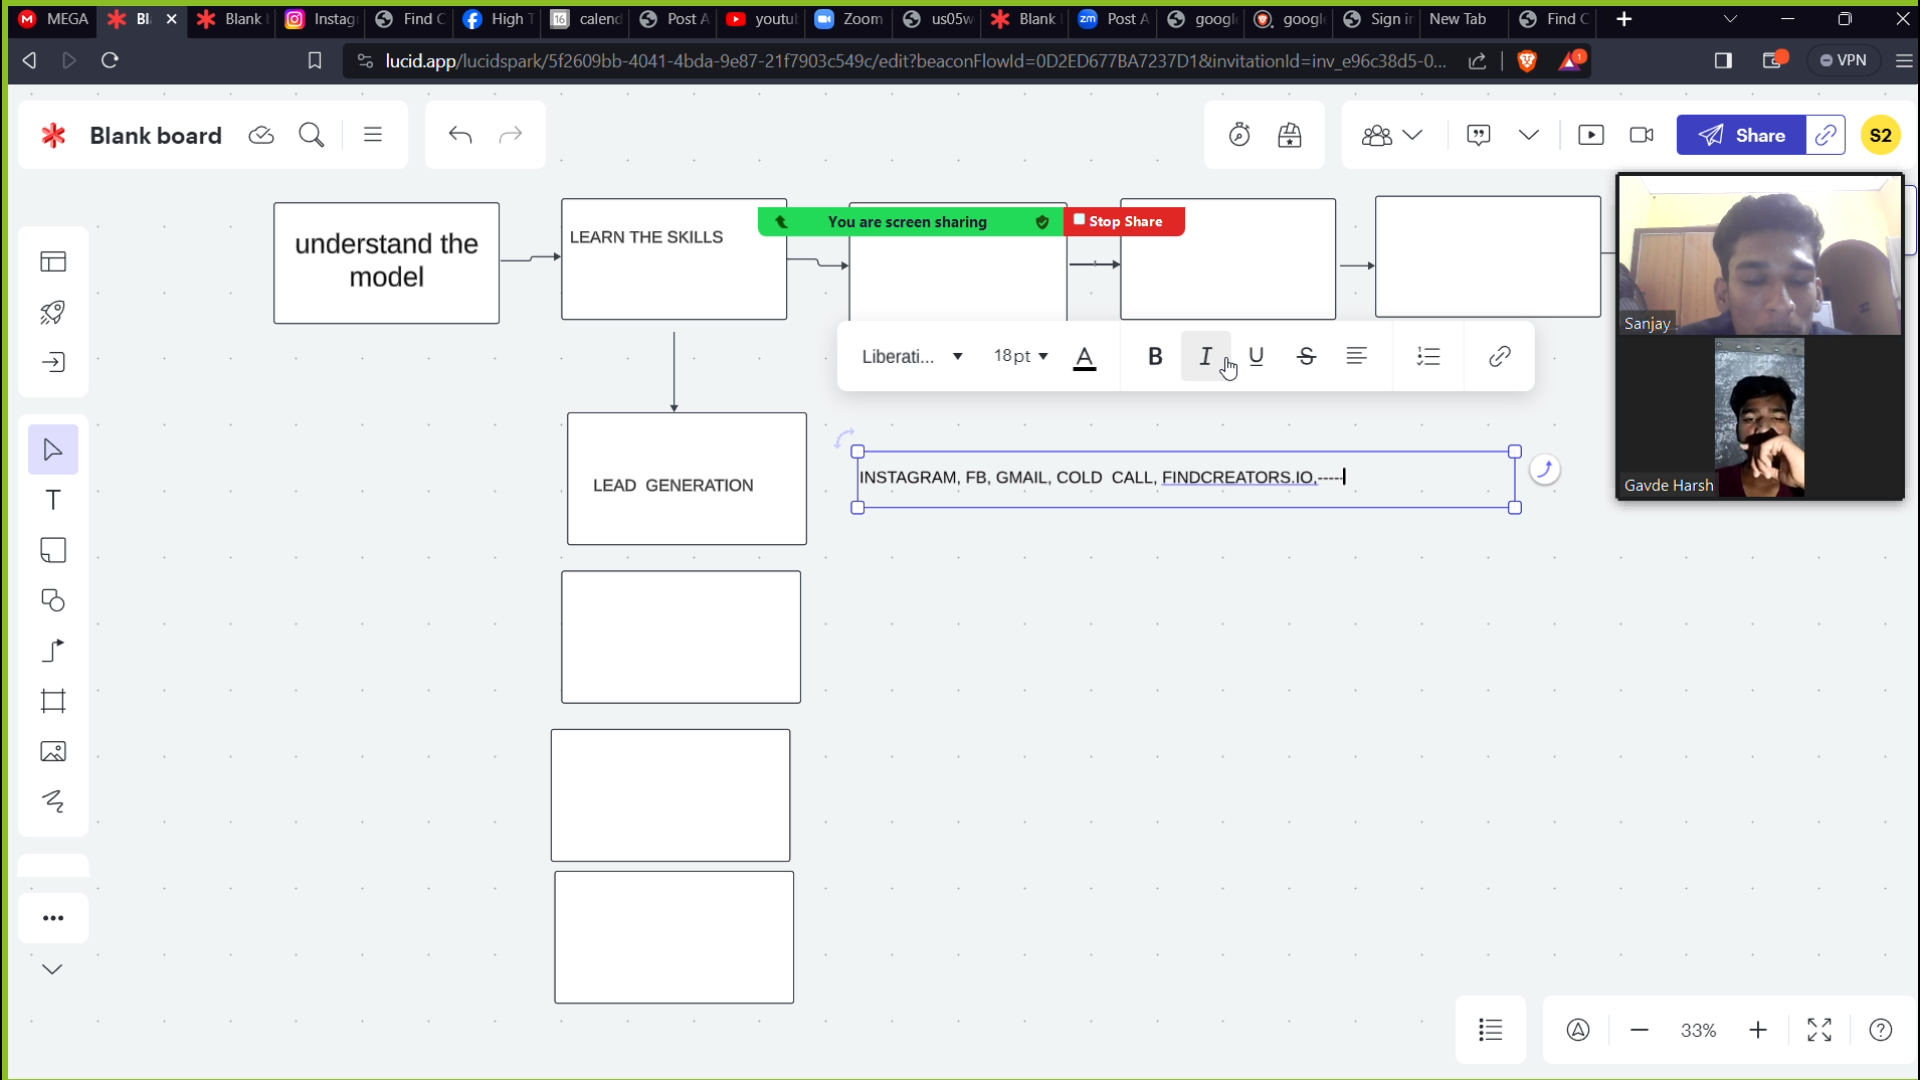 MEGA
Bl
Blank
Instag
Find C
High T
calend
Post A
youtu
Zoom
us05w
Blank
Post A
googl
googl
Sign in
New Tab
Find C
lucid.app/lucidspark/5f2609bb-4041-4bda-9e87-21f7903c549c/edit?beaconFlowId=0D2ED677BA7237D1&invitationId=inv_e96c38d5-0...
1
VPN
Blank board
Share
S2
You are screen sharing
Stop Share
understand the
model
LEARN THE SKILLS
Sanjay
Liberati...
18pt
A
B
I
U
S
LEAD GENERATION
INSTAGRAM, FB, GMAIL, COLD CALL, FINDCREATORS.IO,-----
Gavde Harsh
T
33%